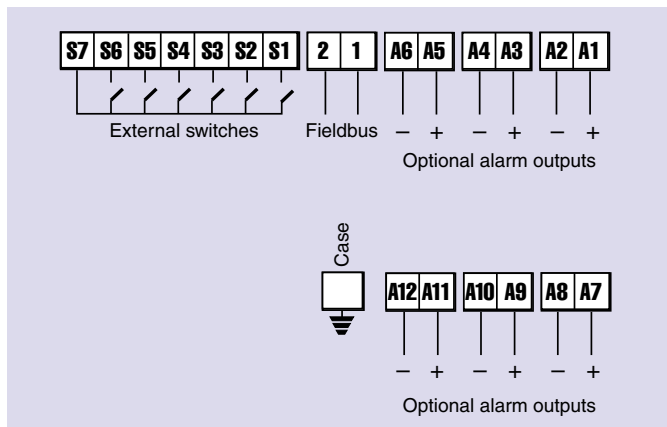 S7 S6 S5 S4 S3 S2 S1 2 1 A6 A5 A4 A3 A2 A1
External switches Fieldbus − + − + − +
Optional alarm outputs
Case
A12 A11 A10 A9 A8 A7
− + − + − +
Optional alarm outputs